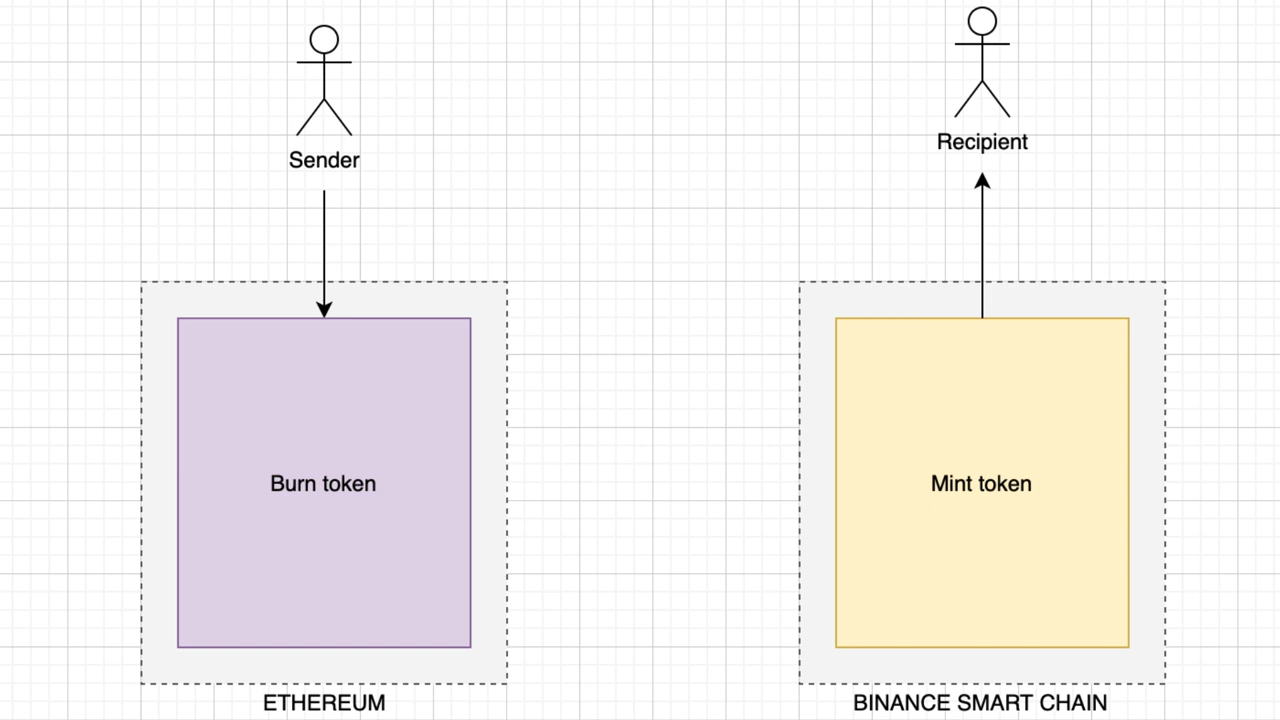 Sender
Recipient
Burn token
Mint token
ETHEREUM
BINANCE SMART CHAIN